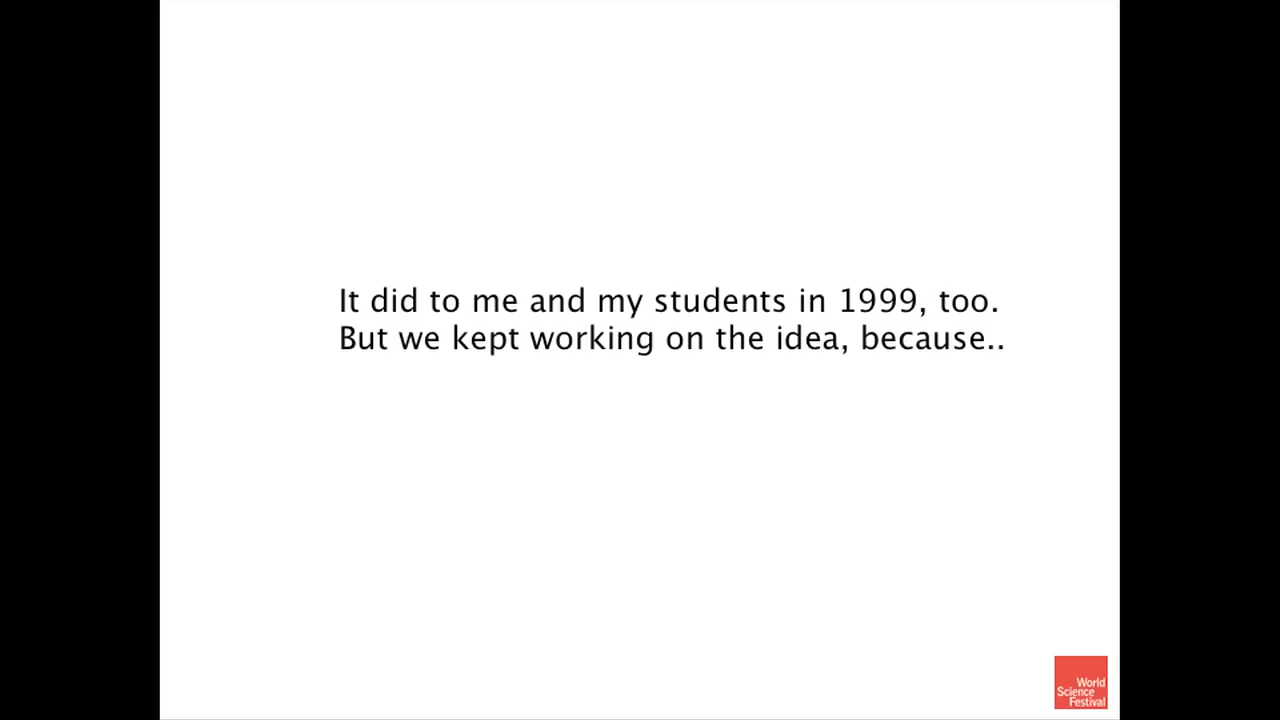 It did to me and my students in 1999, too.
But we kept working on the idea, because..
World
Science
Festival